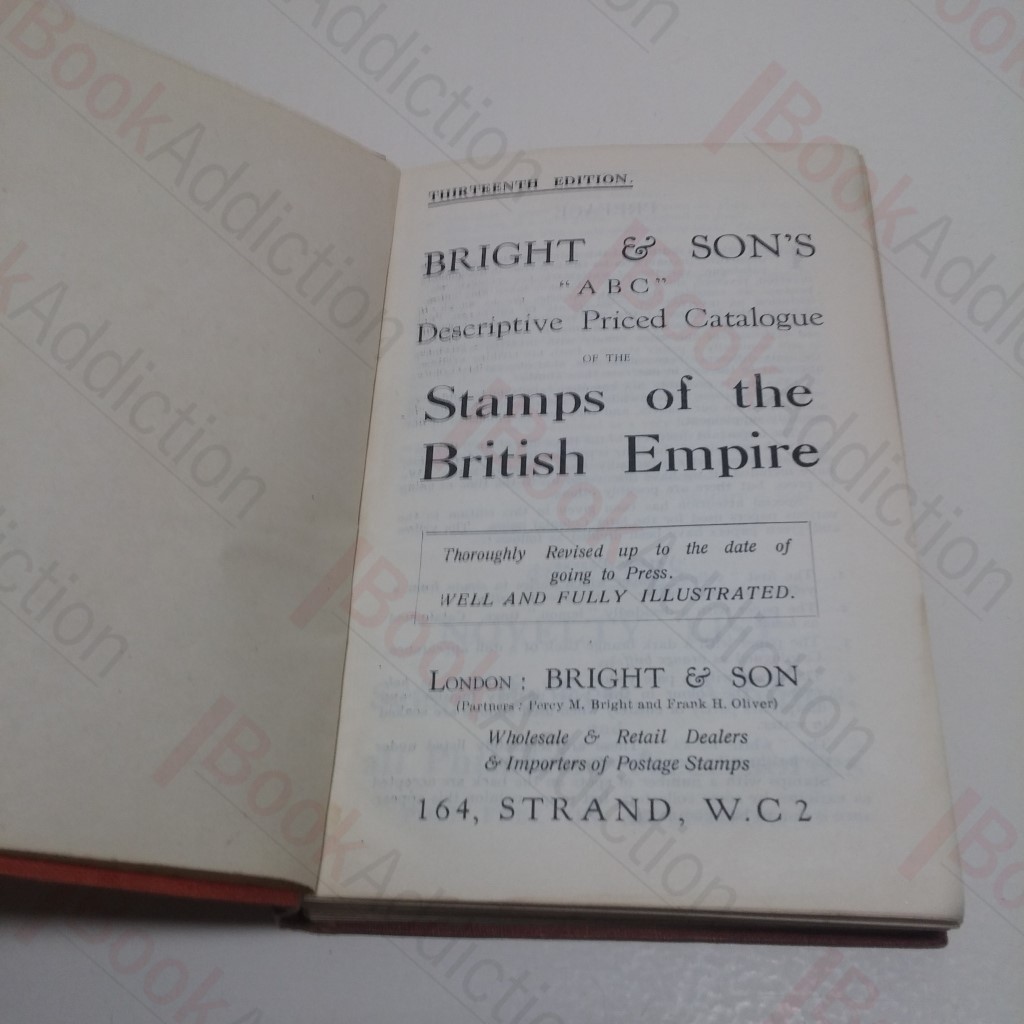 THIRTEENTH EDITION.
BRIGHT & SON'S
"ABC"
Descriptive Priced Catalogue
OF THE
Stamps of the
British Empire
Thoroughly Revised up to the date of
going to Press.
WELL AND FULLY ILLUSTRATED.
LONDON: BRIGHT & SON
(Partners: Percy M. Bright and Frank H. Oliver)
Wholesale & Retail Dealers
& Importers of Postage Stamps
164, STRAND, W.C 2
BookAddiction